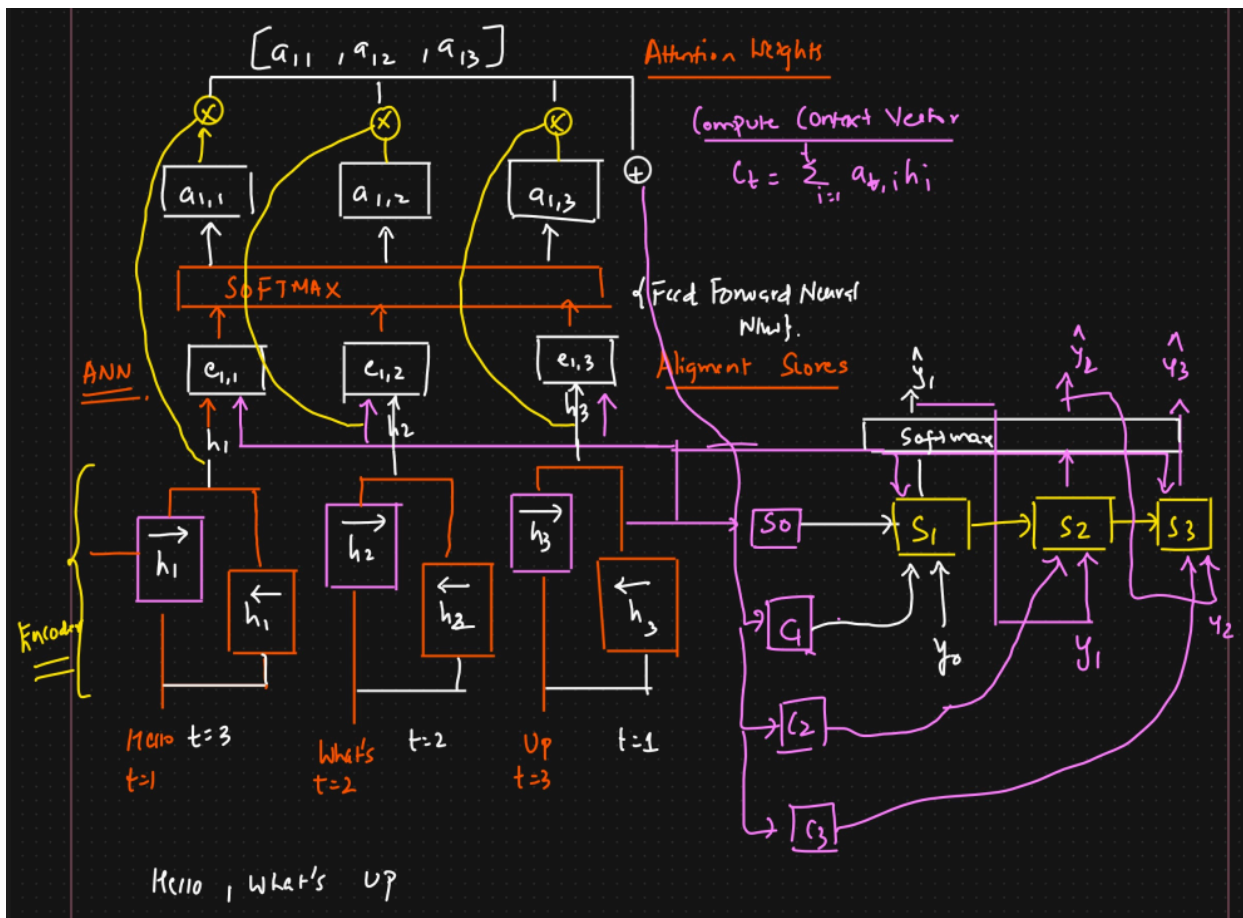 [a11 , a12 , a13]
Attention Weights
Compute Context Vector
Ct = t∑i=1 at,i hi
a1,1
a1,2
a1,3
SOFTMAX
{Feed Forward Neural
N/w}.
ANN.
e1,1
e1,2
e1,3
Aligment Scores
ŷ1
ŷ2
ŷ3
h1
h2
h3
Softmax
Encoder
→h1
←h1
→h2
←h2
→h3
←h3
S0
S1
S2
S3
C1
y0
y1
y2
C2
C3
Hello t=3
t=1
What's t=2
t=2
Up t=1
t=3
Hello , What's Up